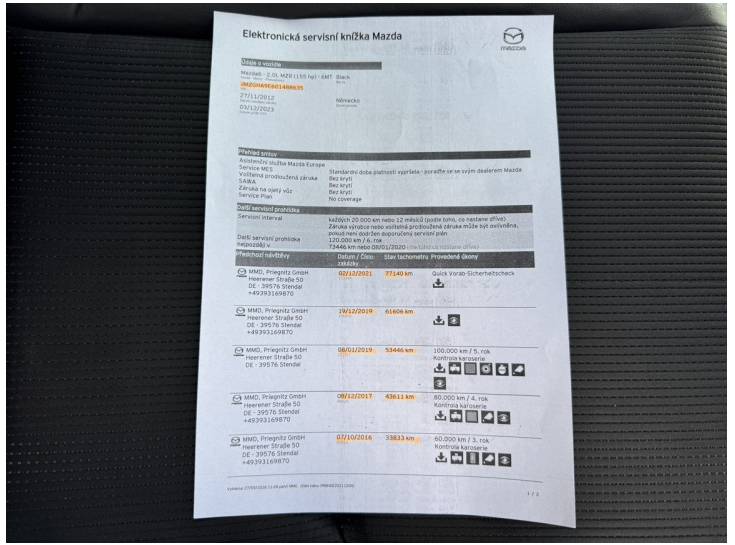 Elektronická servisní knížka Mazda
mazda
Údaje o vozidle
Mazda6 - 2.0L MZR (155 hp) - 6MT Black
27/11/2012 Německo
03/12/2023
Přehled smluv
Asistenční služba Mazda Europe
Service MES Standardní doba platnosti vypršela - poraďte se se svým dealerem Mazda
Volitelná prodloužená záruka Bez krytí
SAWA Bez krytí
Záruka na ojetý vůz Bez krytí
Service Plan No coverage
Další servisní prohlídka
Servisní interval každých 20 000 km nebo 12 měsíců (podle toho, co nastane dříve)
Záruka výrobce nebo volitelná prodloužená záruka může být ovlivněna,
pokud není dodržen doporučený servisní plán
Další servisní prohlídka 120.000 km / 6. rok
nejpozději v 73446 km nebo 08/01/2020 (dle toho co nastane dříve)
Předchozí návštěvy Datum / Číslo zakázky Stav tachometru Provedené úkony
MMD, Priegnitz GmbH 02/12/2021 77140 km Quick Vorab-Sicherheitscheck
Heerener Straße 50
DE - 39576 Stendal
+49393169870
MMD, Priegnitz GmbH 19/12/2019 61606 km
Heerener Straße 50
DE - 39576 Stendal
+49393169870
MMD, Priegnitz GmbH 08/01/2019 53446 km 100.000 km / 5. rok
Heerener Straße 50 Kontrola karoserie
DE - 39576 Stendal
MMD, Priegnitz GmbH 08/12/2017 43611 km 80.000 km / 4. rok
Heerener Straße 50 Kontrola karoserie
DE - 39576 Stendal
+49393169870
MMD, Priegnitz GmbH 07/10/2016 33833 km 60.000 km / 3. rok
Heerener Straße 50 Kontrola karoserie
DE - 39576 Stendal
+49393169870
1 / 2